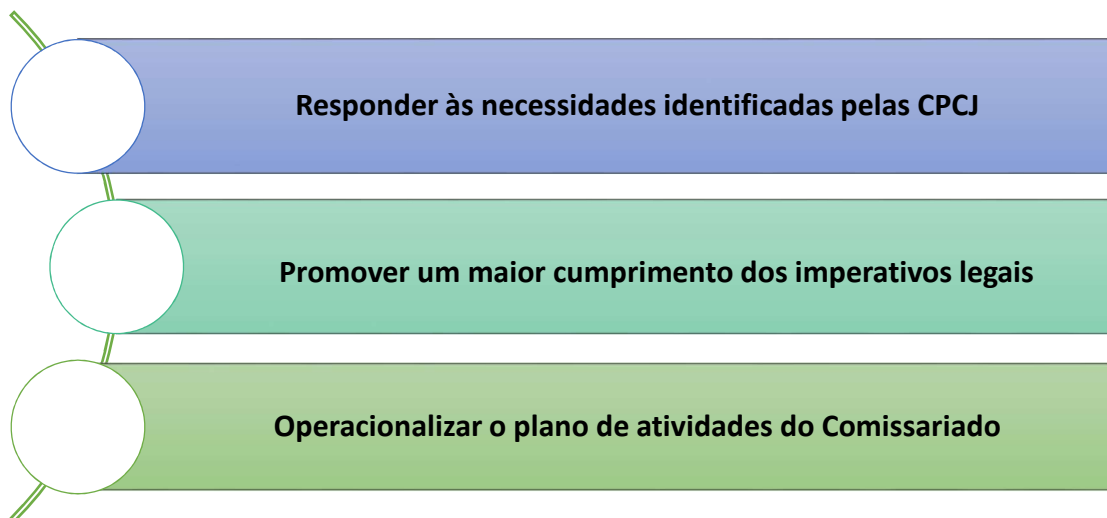 Responder às necessidades identificadas pelas CPCJ
Promover um maior cumprimento dos imperativos legais
Operacionalizar o plano de atividades do Comissariado